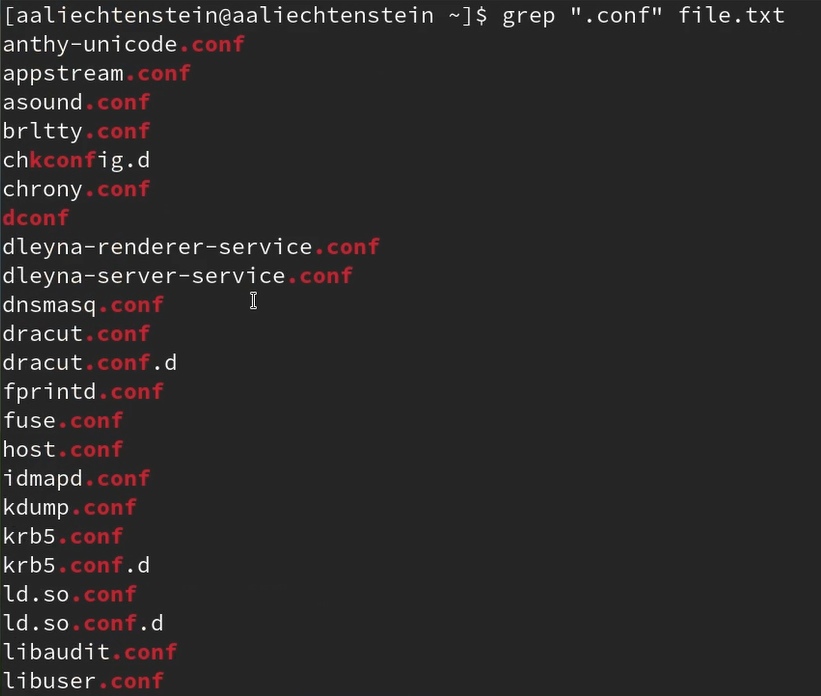 [aaliechtenstein@aaliechtenstein ~]$ grep ".conf" file.txt
anthy-unicode.conf
appstream.conf
asound.conf
brltty.conf
chkconfig.d
chrony.conf
dconf
dleyna-renderer-service.conf
dleyna-server-service.conf
dnsmasq.conf
dracut.conf
dracut.conf.d
fprintd.conf
fuse.conf
host.conf
idmapd.conf
kdump.conf
krb5.conf
krb5.conf.d
ld.so.conf
ld.so.conf.d
libaudit.conf
libuser.conf